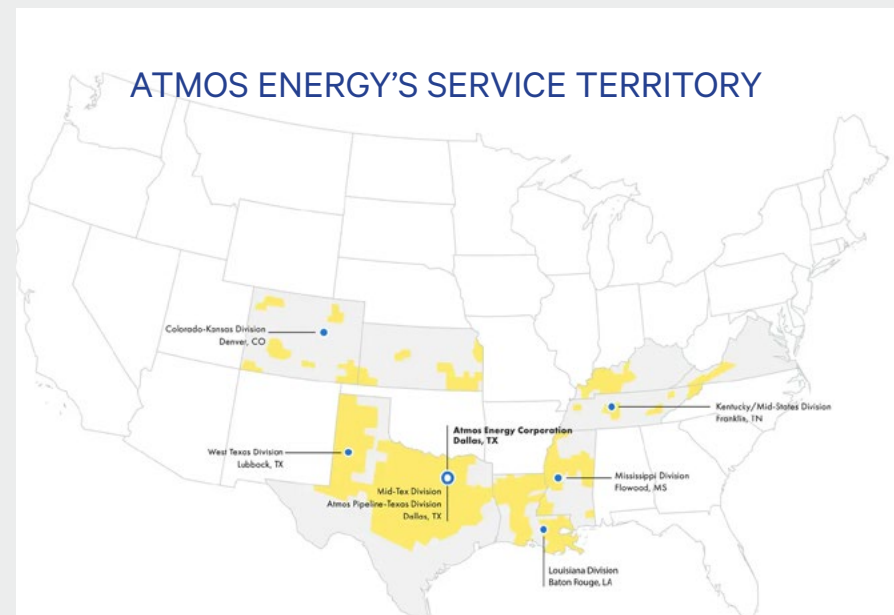 ATMOS ENERGY’S SERVICE TERRITORY
Colorado-Kansas Division
Denver, CO
Kentucky/Mid-States Division
Franklin, TN
Atmos Energy Corporation
Dallas, TX
West Texas Division
Lubbock, TX
Mississippi Division
Flowood, MS
Mid-Tex Division
Atmos Pipeline-Texas Division
Dallas, TX
Louisiana Division
Baton Rouge, LA